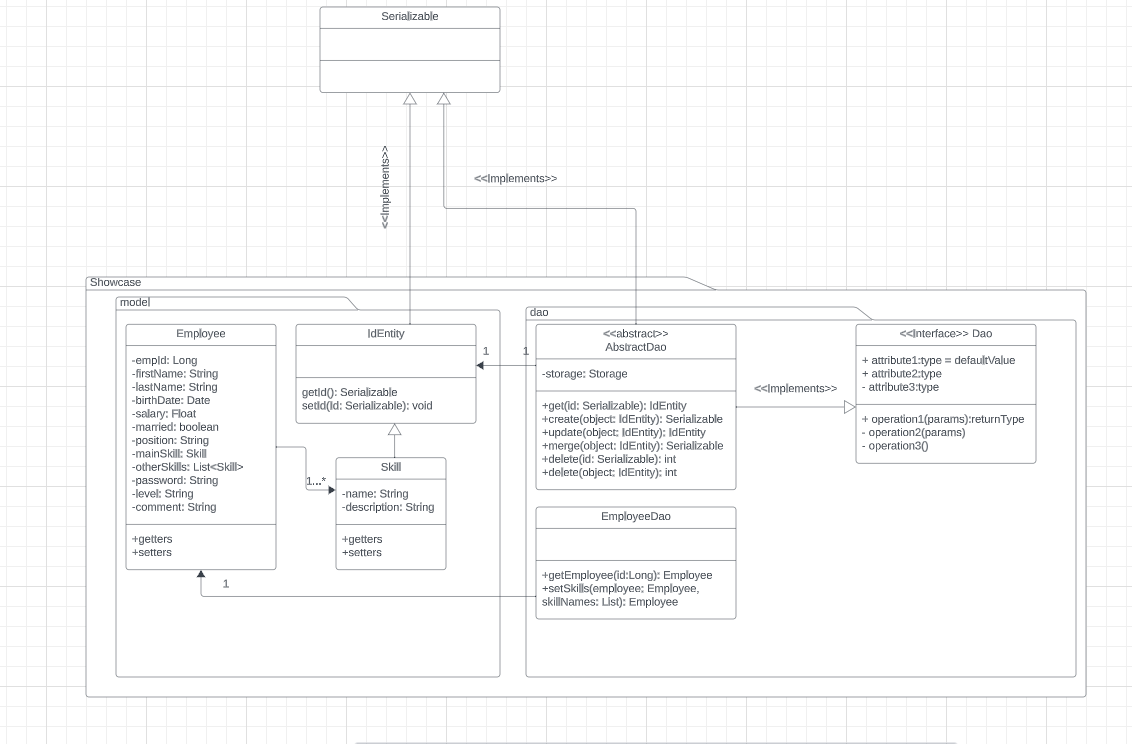 Serializable
<<Implements>>
<<Implements>>
Showcase
model
Employee
-empId: Long
-firstName: String
-lastName: String
-birthDate: Date
-salary: Float
-married: boolean
-position: String
-mainSkill: Skill
-otherSkills: List<Skill>
-password: String
-level: String
-comment: String
+getters
+setters
IdEntity
getId(): Serializable
setId(id: Serializable): void
1
1
1...*
Skill
-name: String
-description: String
+getters
+setters
1
dao
<<abstract>>
AbstractDao
-storage: Storage
+get(id: Serializable): IdEntity
+create(object: IdEntity): Serializable
+update(object: IdEntity): IdEntity
+merge(object: IdEntity): Serializable
+delete(id: Serializable): int
+delete(object: IdEntity): int
<<Implements>>
<<Interface>> Dao
+ attribute1:type = defaultValue
+ attribute2:type
- attribute3:type
+ operation1(params):returnType
- operation2(params)
- operation3()
EmployeeDao
+getEmployee(id:Long): Employee
+setSkills(employee: Employee,
skillNames: List): Employee